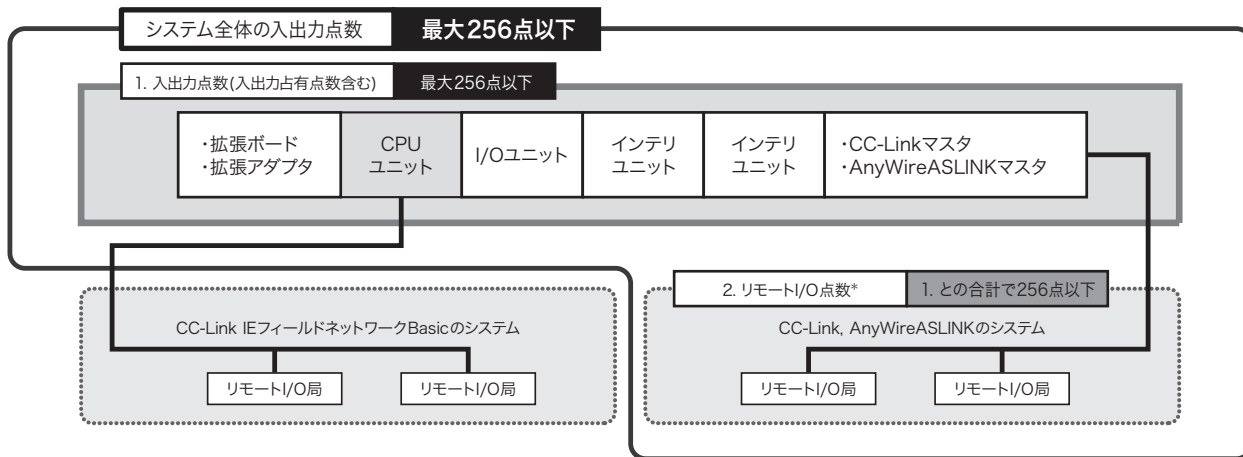 システム全体の入出力点数 最大256点以下
1. 入出力点数(入出力占有点数含む) 最大256点以下
・拡張ボード
・拡張アダプタ
CPU
ユニット
I/Oユニット
インテリ
ユニット
インテリ
ユニット
・CC-Linkマスタ
・AnyWireASLINKマスタ
CC-Link IEフィールドネットワークBasicのシステム
リモートI/O局
リモートI/O局
2. リモートI/O点数* 1. との合計で256点以下
CC-Link, AnyWireASLINKのシステム
リモートI/O局
リモートI/O局